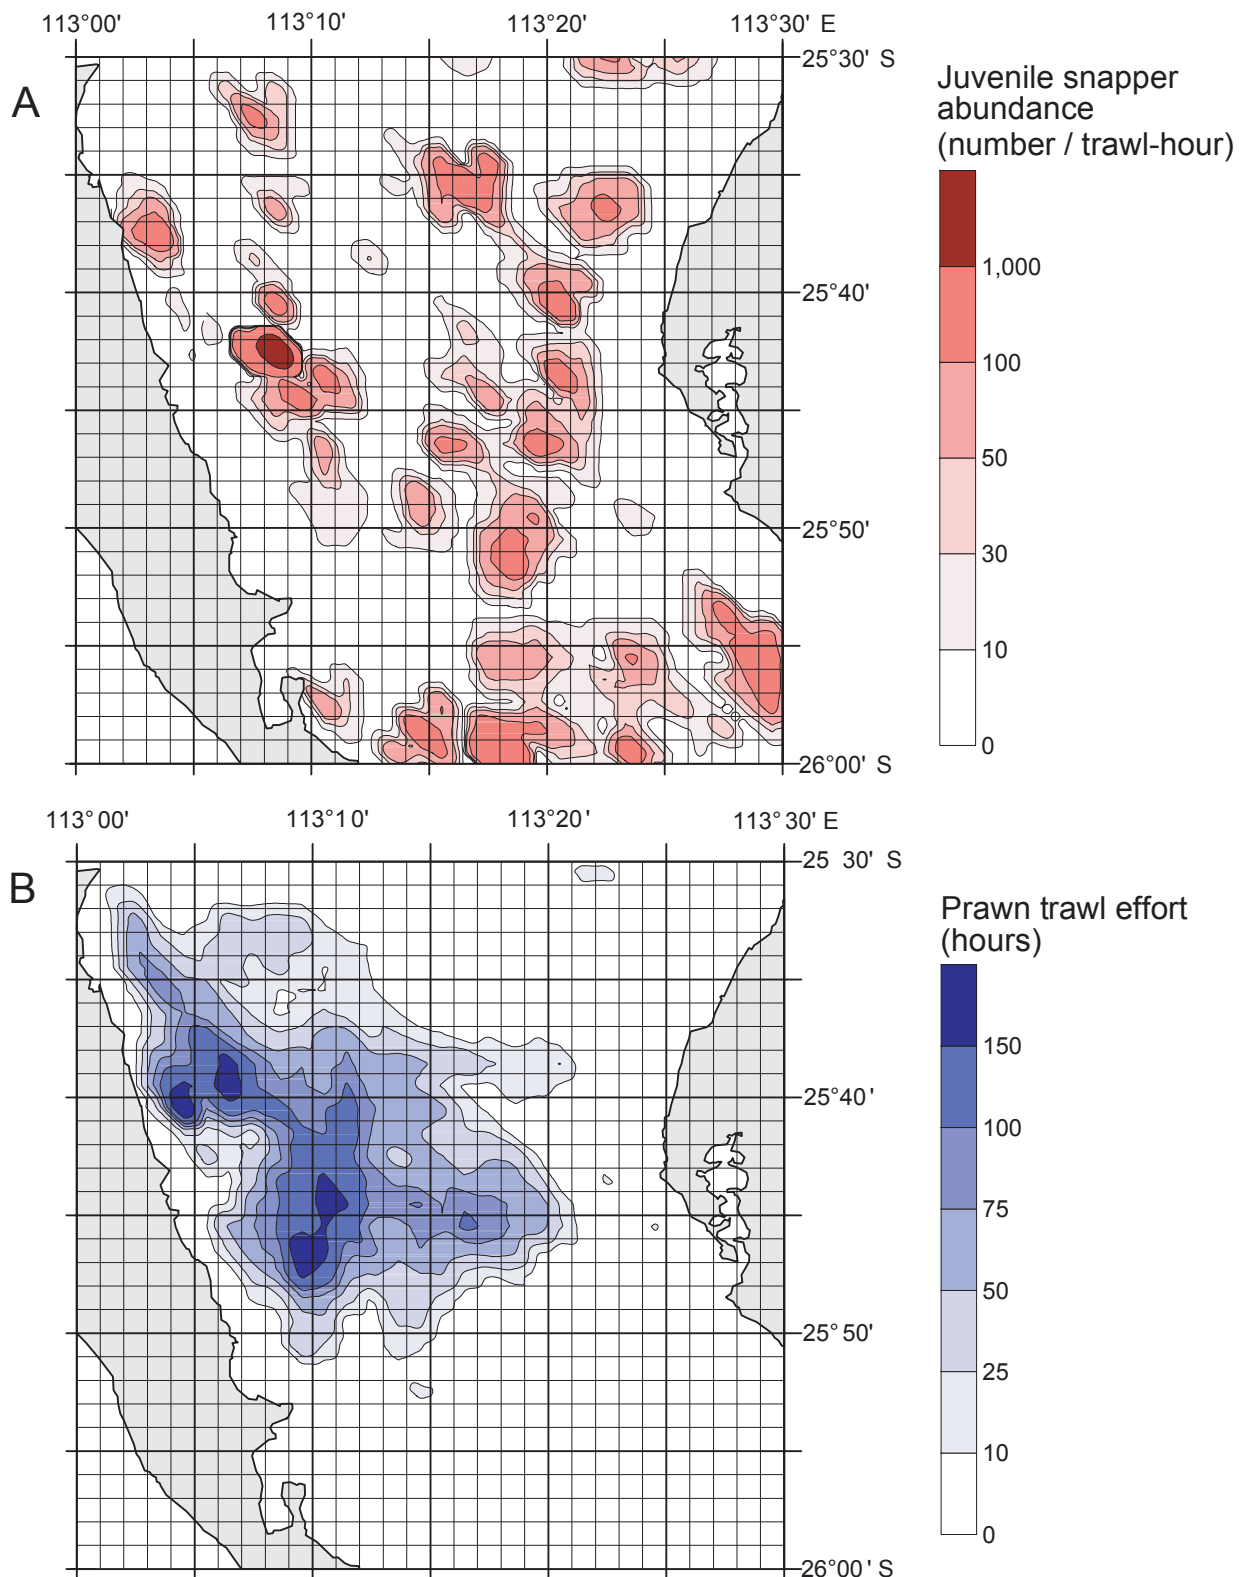 113°00' 113°10' 113°20' 113°30' E
25°30' S
A
Juvenile snapper
abundance
(number / trawl-hour)
1,000
100
50
30
10
0
25°40'
25°50'
26°00' S
113°00' 113°10' 113°20' 113°30' E
25 30' S
B
Prawn trawl effort
(hours)
150
100
75
50
25
10
0
25°40'
25°50'
26°00' S